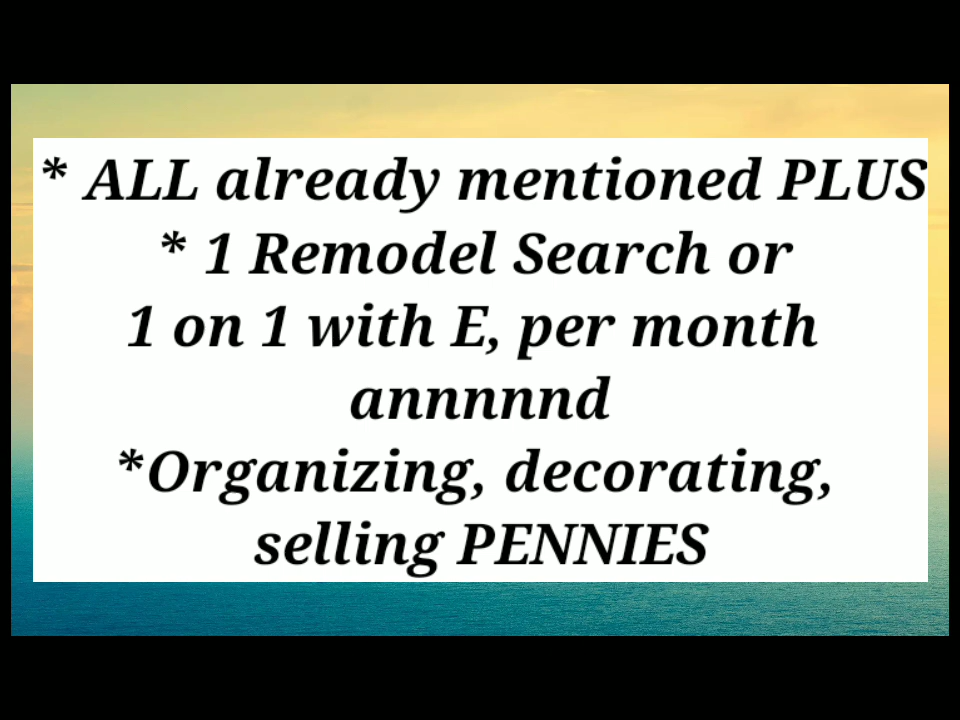 * ALL already mentioned PLUS
* 1 Remodel Search or
1 on 1 with E, per month
annnnnd
*Organizing, decorating,
selling PENNIES